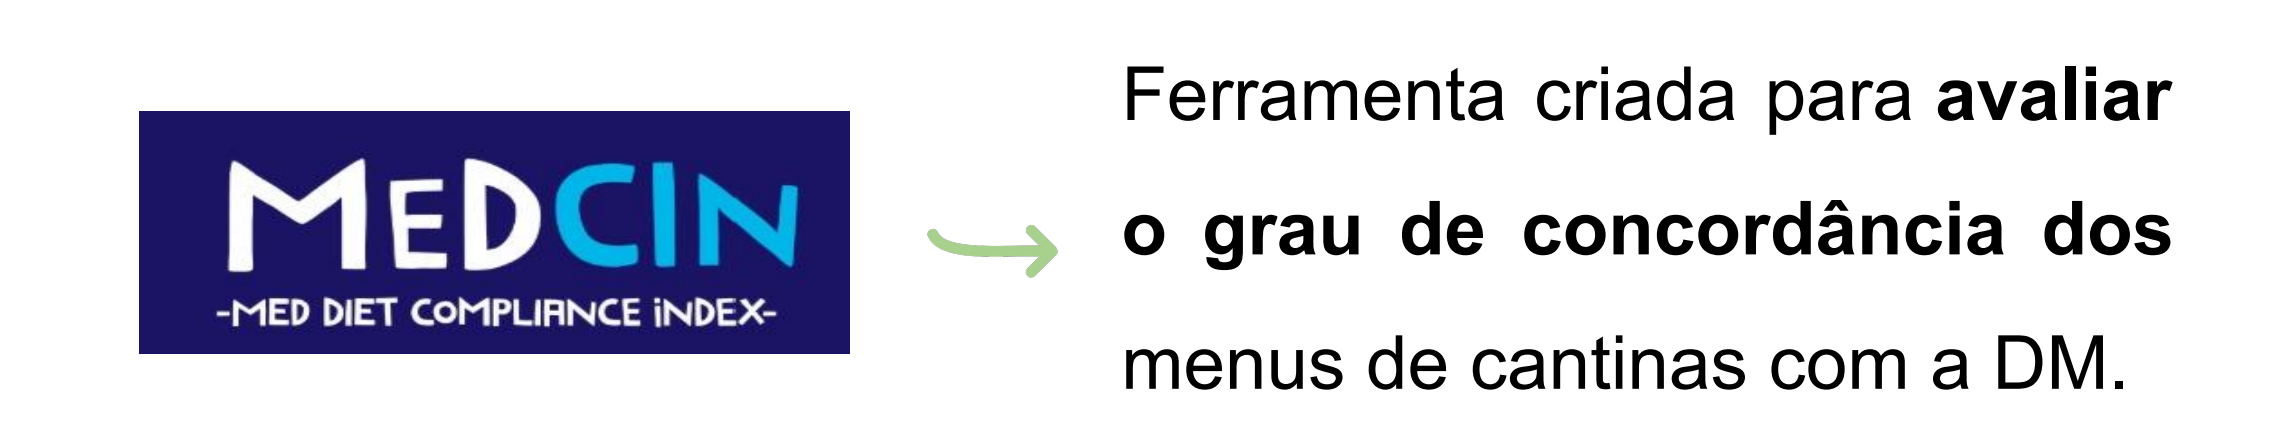 MEDCIN
-MED DIET COMPLIANCE iNDEX-
Ferramenta criada para avaliar
o grau de concordância dos
menus de cantinas com a DM.